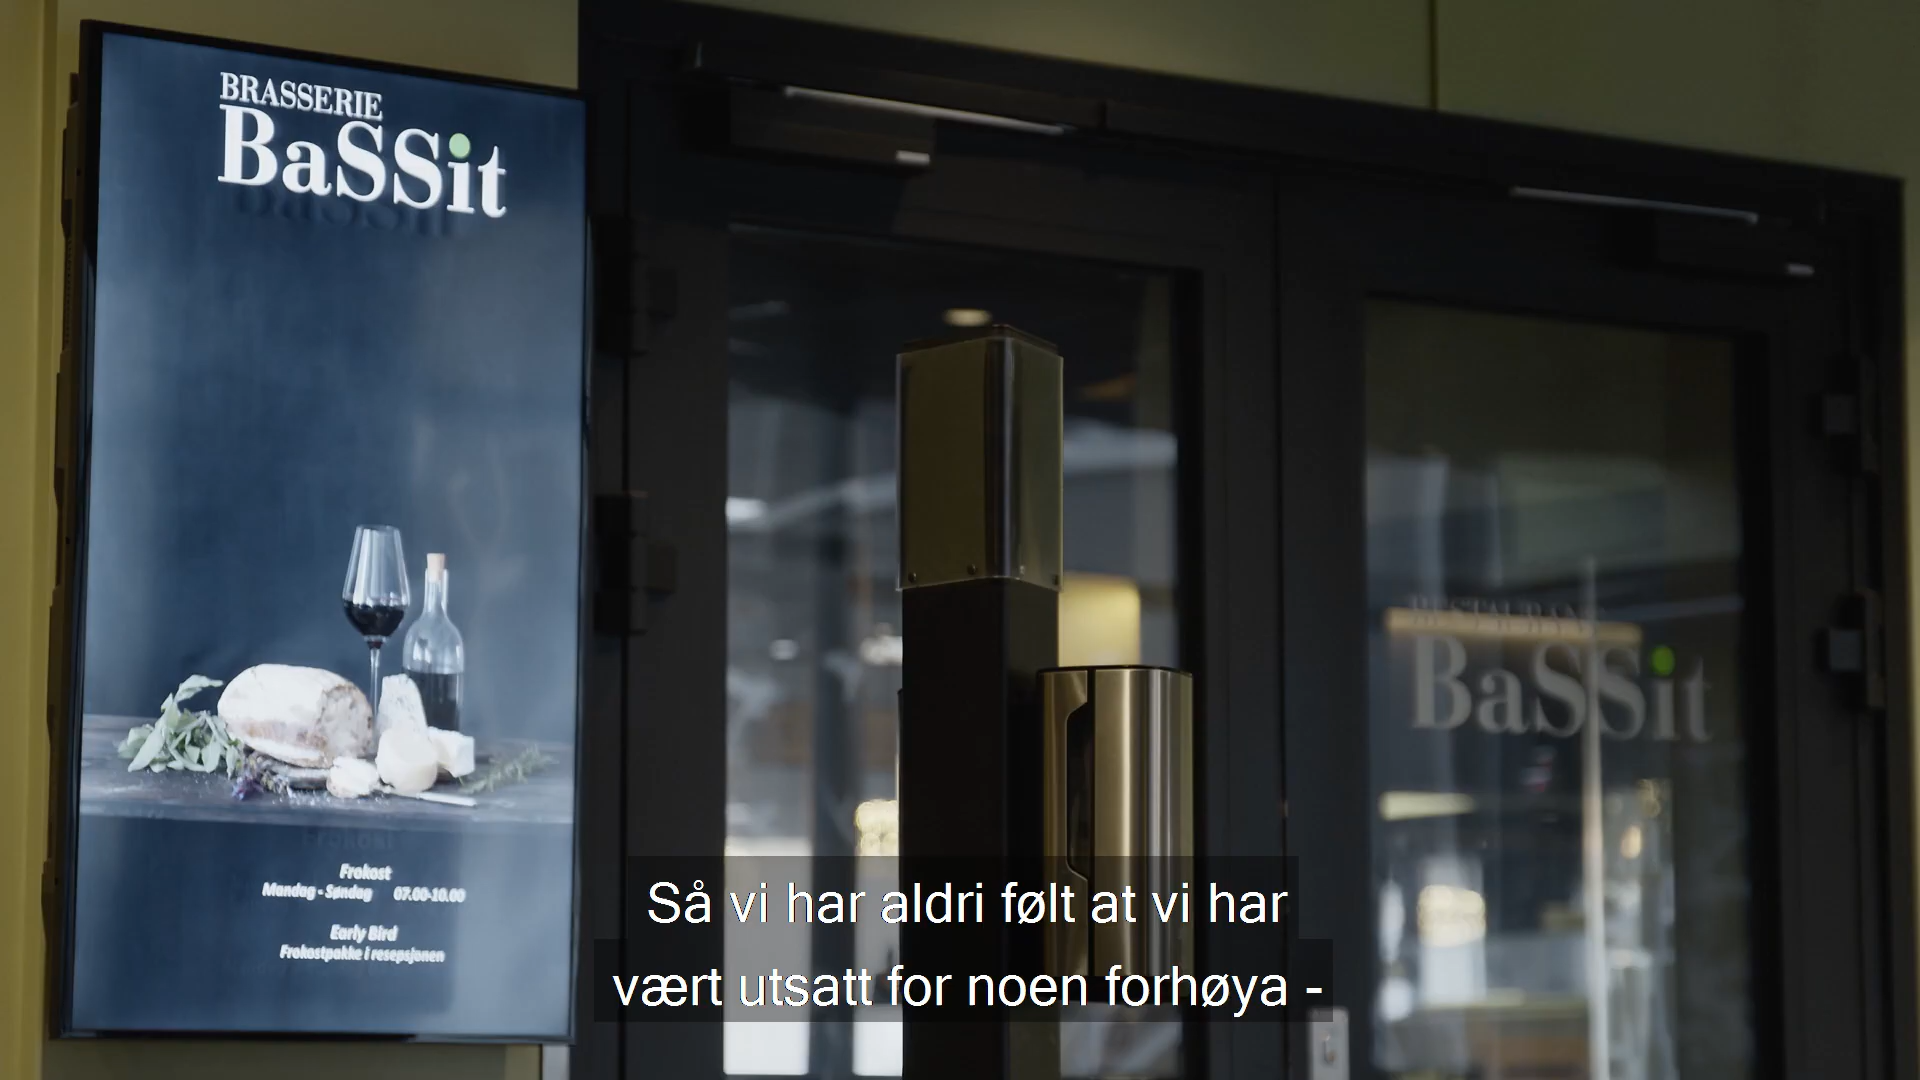 BRASSERIE
BaSSit
Frokost
Mandag - Søndag 07.00-10.00
Early Bird
Frokostpakke i resepsjonen
RESTAURANT
BaSSit
Så vi har aldri følt at vi har
vært utsatt for noen forhøya -